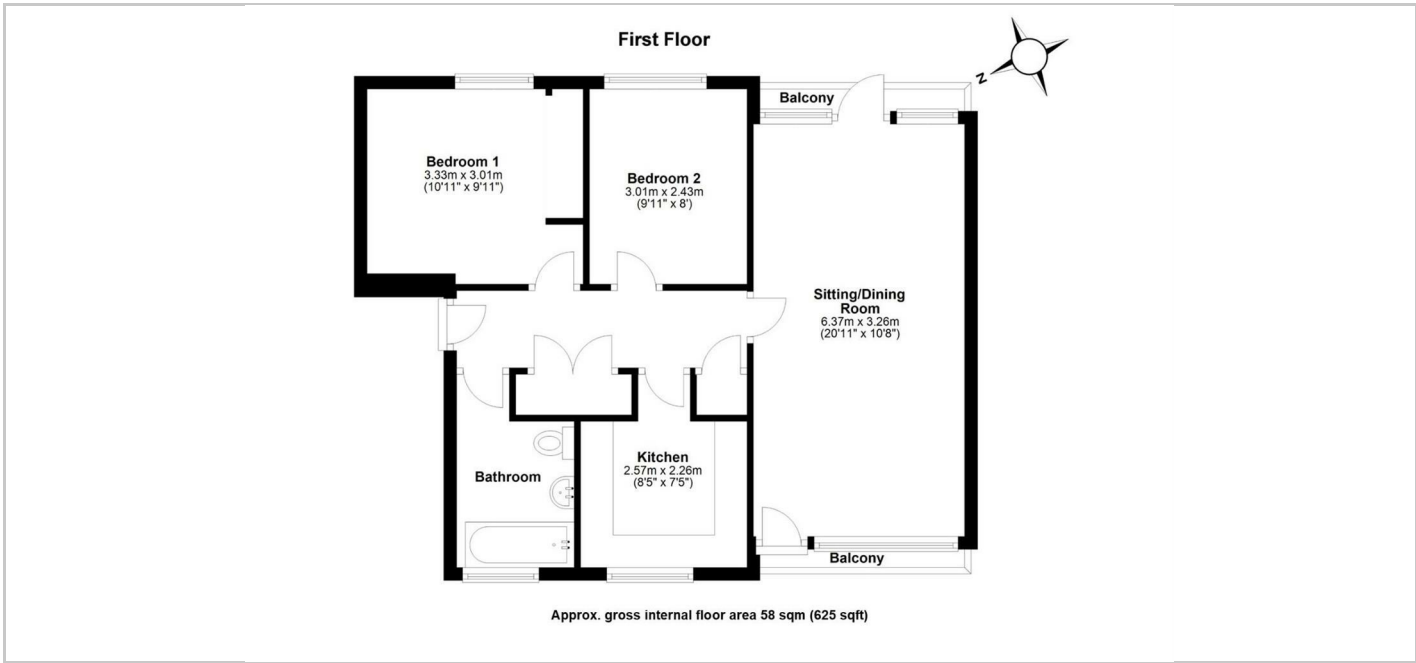 First Floor
N
Balcony
Bedroom 1
3.33m x 3.01m
(10'11" x 9'11")
Bedroom 2
3.01m x 2.43m
(9'11" x 8')
Sitting/Dining
Room
6.37m x 3.26m
(20'11" x 10'8")
Kitchen
2.57m x 2.26m
(8'5" x 7'5")
Bathroom
Balcony
Approx. gross internal floor area 58 sqm (625 sqft)